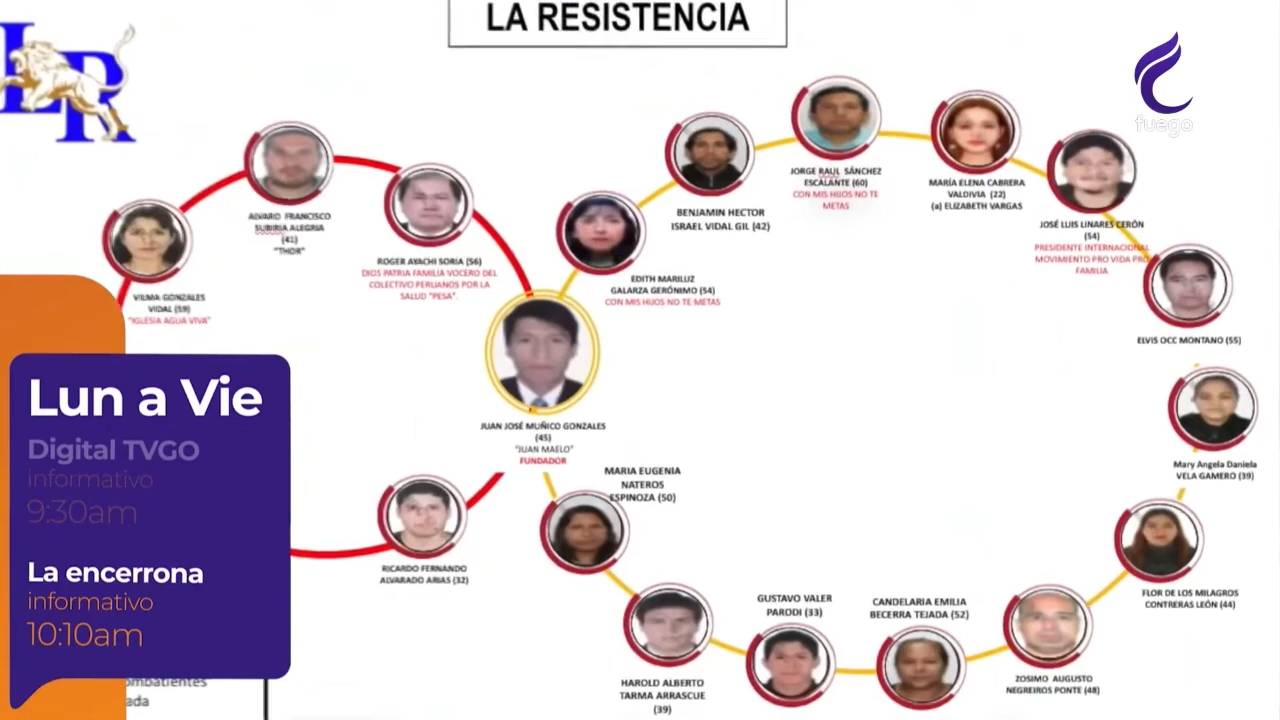 LA RESISTENCIA
LR
fuego
VILMA GONZALES
VIDAL (59)
"IGLESIA AGUA VIVA"
ALVARO FRANCISCO
SUBIRIA ALEGRIA
(41)
"THOR"
ROGER AYACHI SORIA (56)
DIOS PATRIA FAMILIA VOCERO DEL
COLECTIVO PERUANOS POR LA
SALUD "PESA".
EDITH MARILUZ
GALARZA GERÓNIMO (54)
CON MIS HIJOS NO TE METAS
BENJAMIN HECTOR
ISRAEL VIDAL GIL (42)
JORGE RAUL SÁNCHEZ
ESCALANTE (60)
CON MIS HIJOS NO TE
METAS
MARÍA ELENA CABRERA
VALDIVIA (22)
(a) ELIZABETH VARGAS
JOSÉ LUIS LINARES CERÓN
(54)
PRESIDENTE INTERNACIONAL
MOVIMIENTO PRO VIDA PRO
FAMILIA
ELVIS OCC MONTANO (55)
Mary Angela Daniela
VELA GAMERO (39)
FLOR DE LOS MILAGROS
CONTRERAS LEÓN (44)
ZOSIMO AUGUSTO
NEGREIROS PONTE (48)
CANDELARIA EMILIA
BECERRA TEJADA (52)
GUSTAVO VALER
PARODI (33)
HAROLD ALBERTO
TARMA ARRASCUE
(39)
MARIA EUGENIA
NATEROS
ESPINOZA (50)
JUAN JOSÉ MUÑICO GONZALES
(45)
"JUAN MAELO"
FUNDADOR
RICARDO FERNANDO
ALVARADO ARIAS (32)
Lun a Vie
Digital TVGO
informativo
9:30am
La encerrona
informativo
10:10am
ombatientes
ada